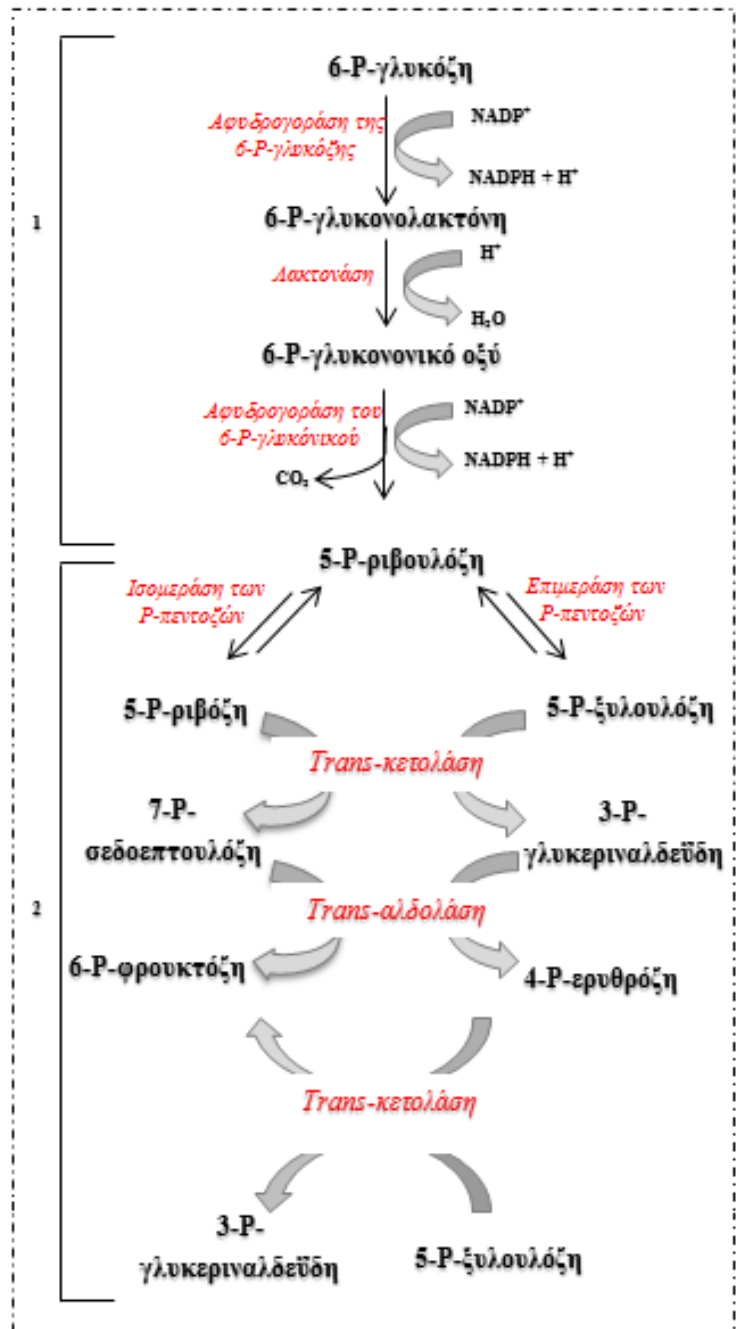 6-P-γλυκόζη
Αφυδρογοράση της
6-P-γλυκόζης
NADP⁺
NADPH + H⁺
6-P-γλυκονολακτόνη
1
Λακτονάση
H⁺
H₂O
6-P-γλυκονονικό οξύ
Αφυδρογοράση του
6-P-γλυκόνικού
NADP⁺
NADPH + H⁺
CO₂
5-P-ριβουλόζη
Ισομεράση των
P-πεντοζών
Επιμεράση των
P-πεντοζών
5-P-ριβόζη
5-P-ξυλουλόζη
Trans-κετολάση
7-P-
σεδοεπτουλόζη
3-P-
γλυκεριναλδεΰδη
2
Trans-αλδολάση
6-P-φρουκτόζη
4-P-ερυθρόζη
Trans-κετολάση
3-P-
γλυκεριναλδεΰδη
5-P-ξυλουλόζη